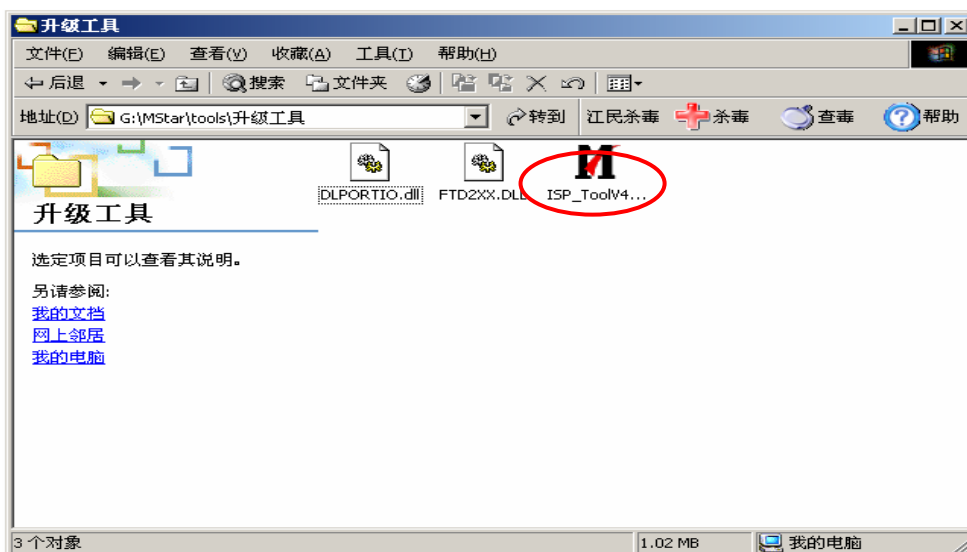 升级工具
文件(F) 编辑(E) 查看(V) 收藏(A) 工具(T) 帮助(H)
后退 搜索 文件夹
地址(D) G:\MStar\tools\升级工具 转到 江民杀毒 杀毒 查毒 帮助
DLPORTIO.dll FTD2XX.DLL ISP_ToolV4...
升级工具
选定项目可以查看其说明。
另请参阅:
我的文档
网上邻居
我的电脑
3 个对象 1.02 MB 我的电脑